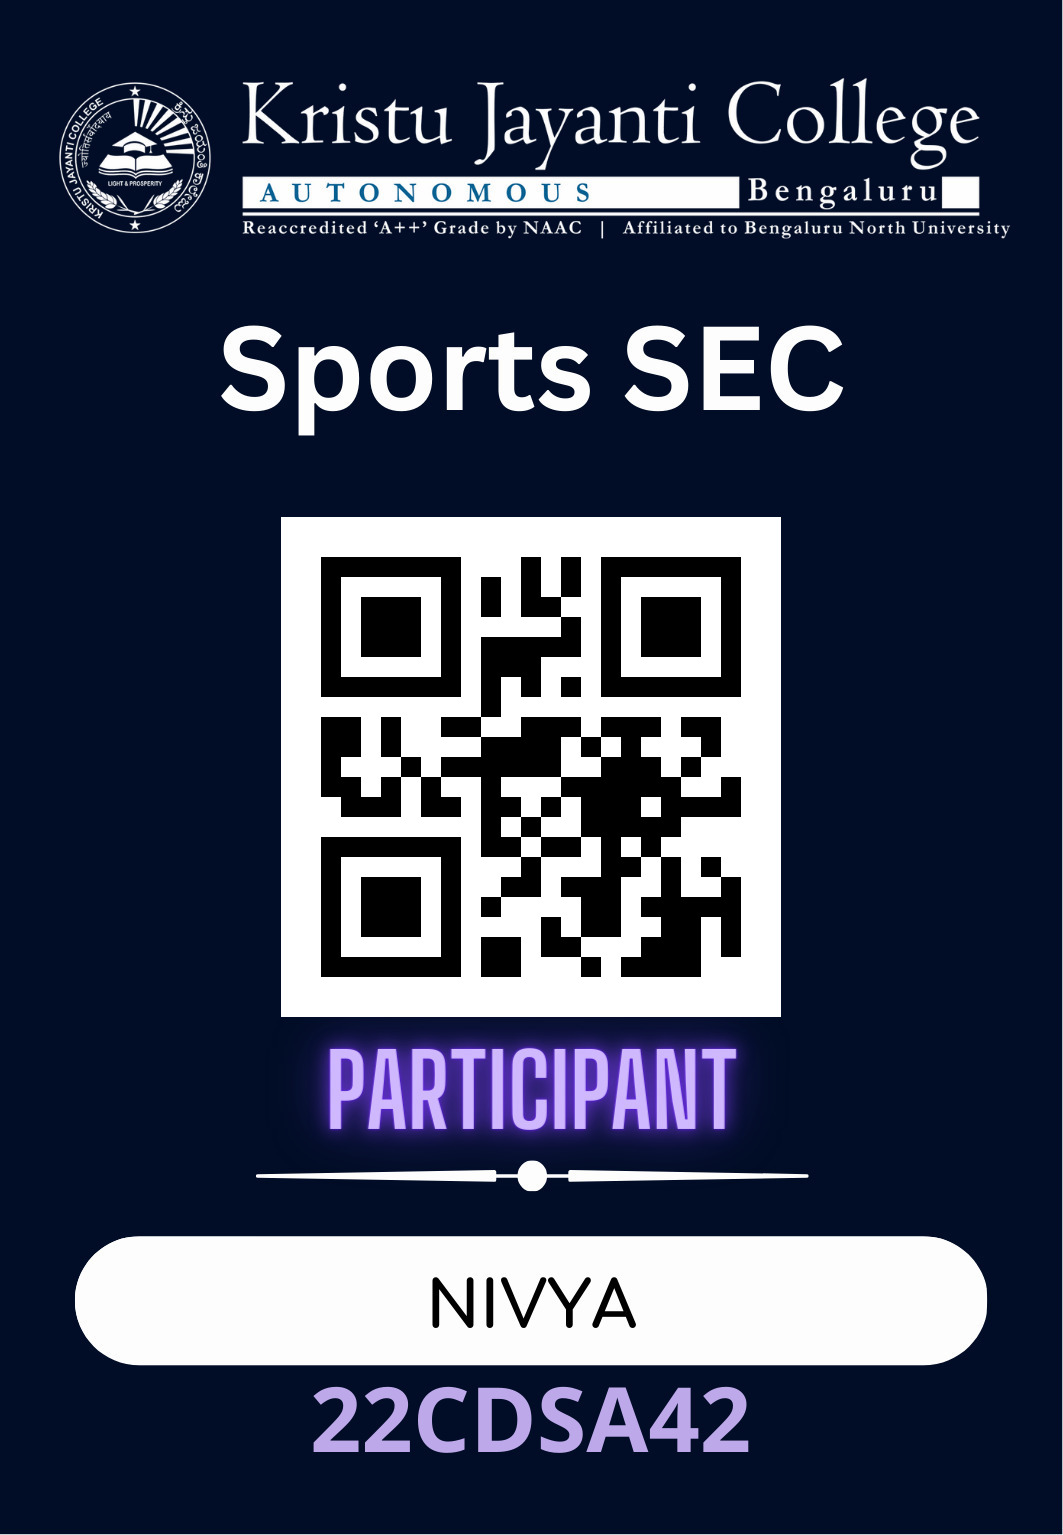 KRISTU JAYANTI COLLEGE
LIGHT & PROSPERITY
Kristu Jayanti College
AUTONOMOUS Bengaluru
Reaccredited ‘A++’ Grade by NAAC | Affiliated to Bengaluru North University
Sports SEC
PARTICIPANT
NIVYA
22CDSA42